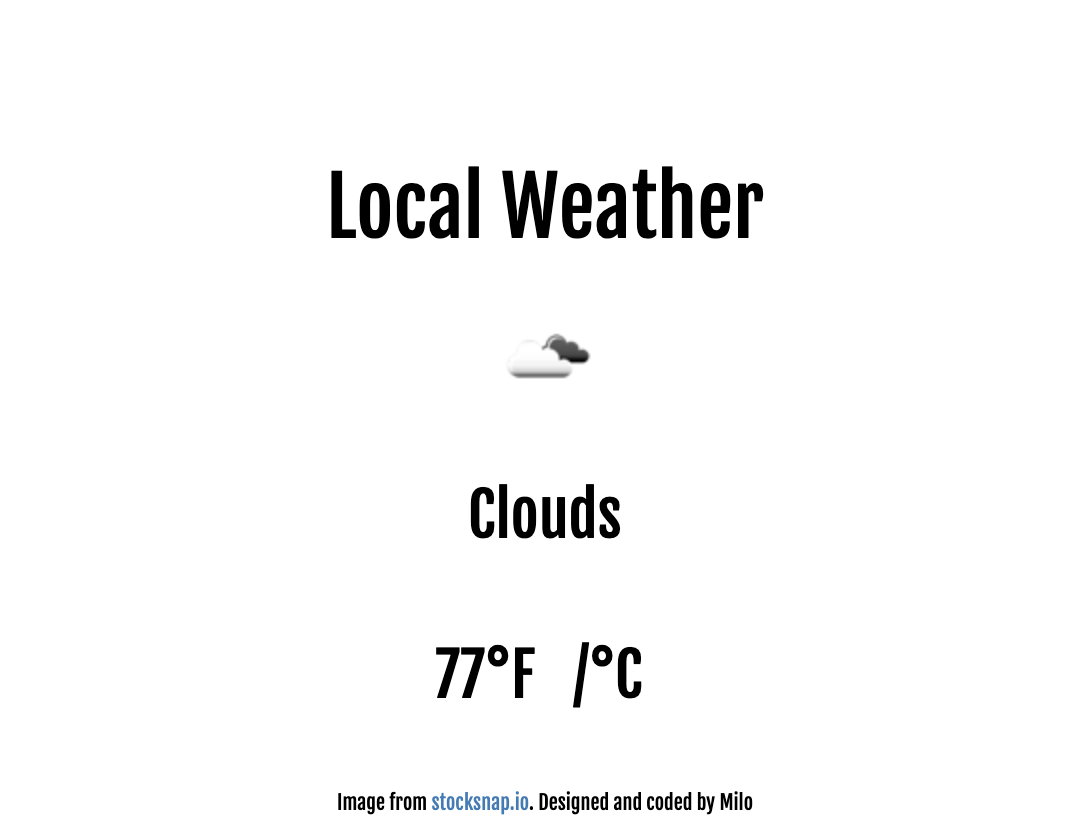 Local Weather
Clouds
77°F /°C
Image from stocksnap.io. Designed and coded by Milo